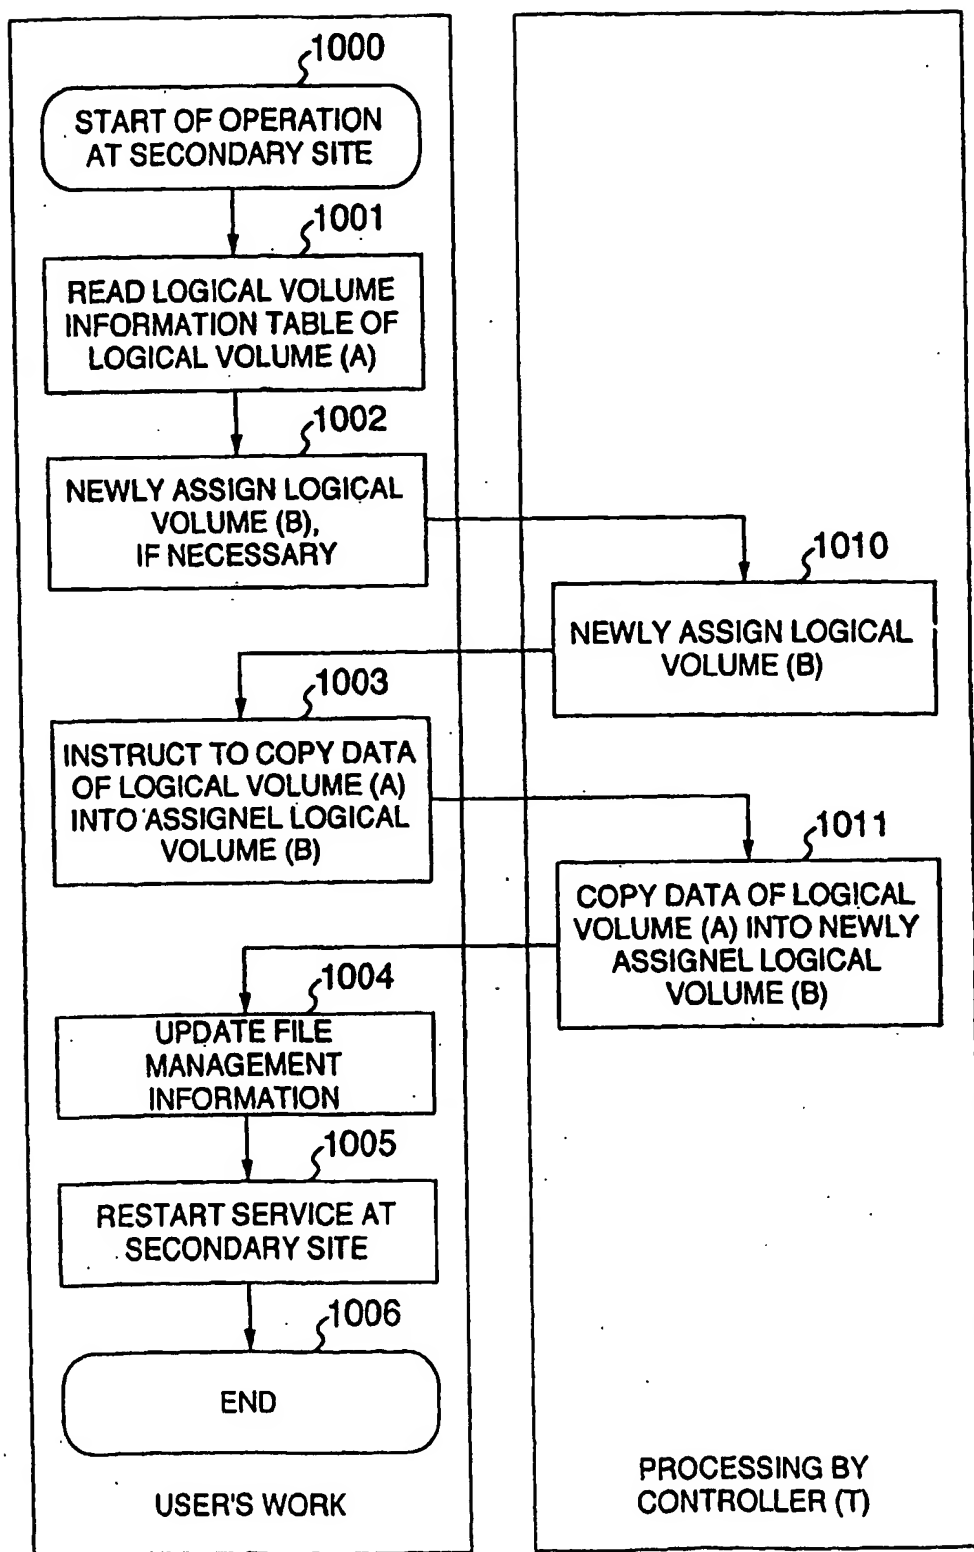 1000
START OF OPERATION
AT SECONDARY SITE
1001
READ LOGICAL VOLUME
INFORMATION TABLE OF
LOGICAL VOLUME (A)
1002
NEWLY ASSIGN LOGICAL
VOLUME (B),
IF NECESSARY
1010
NEWLY ASSIGN LOGICAL
VOLUME (B)
1003
INSTRUCT TO COPY DATA
OF LOGICAL VOLUME (A)
INTO ASSIGNEL LOGICAL
VOLUME (B)
1011
COPY DATA OF LOGICAL
VOLUME (A) INTO NEWLY
ASSIGNEL LOGICAL
VOLUME (B)
1004
UPDATE FILE
MANAGEMENT
INFORMATION
1005
RESTART SERVICE AT
SECONDARY SITE
1006
END
USER'S WORK
PROCESSING BY
CONTROLLER (T)